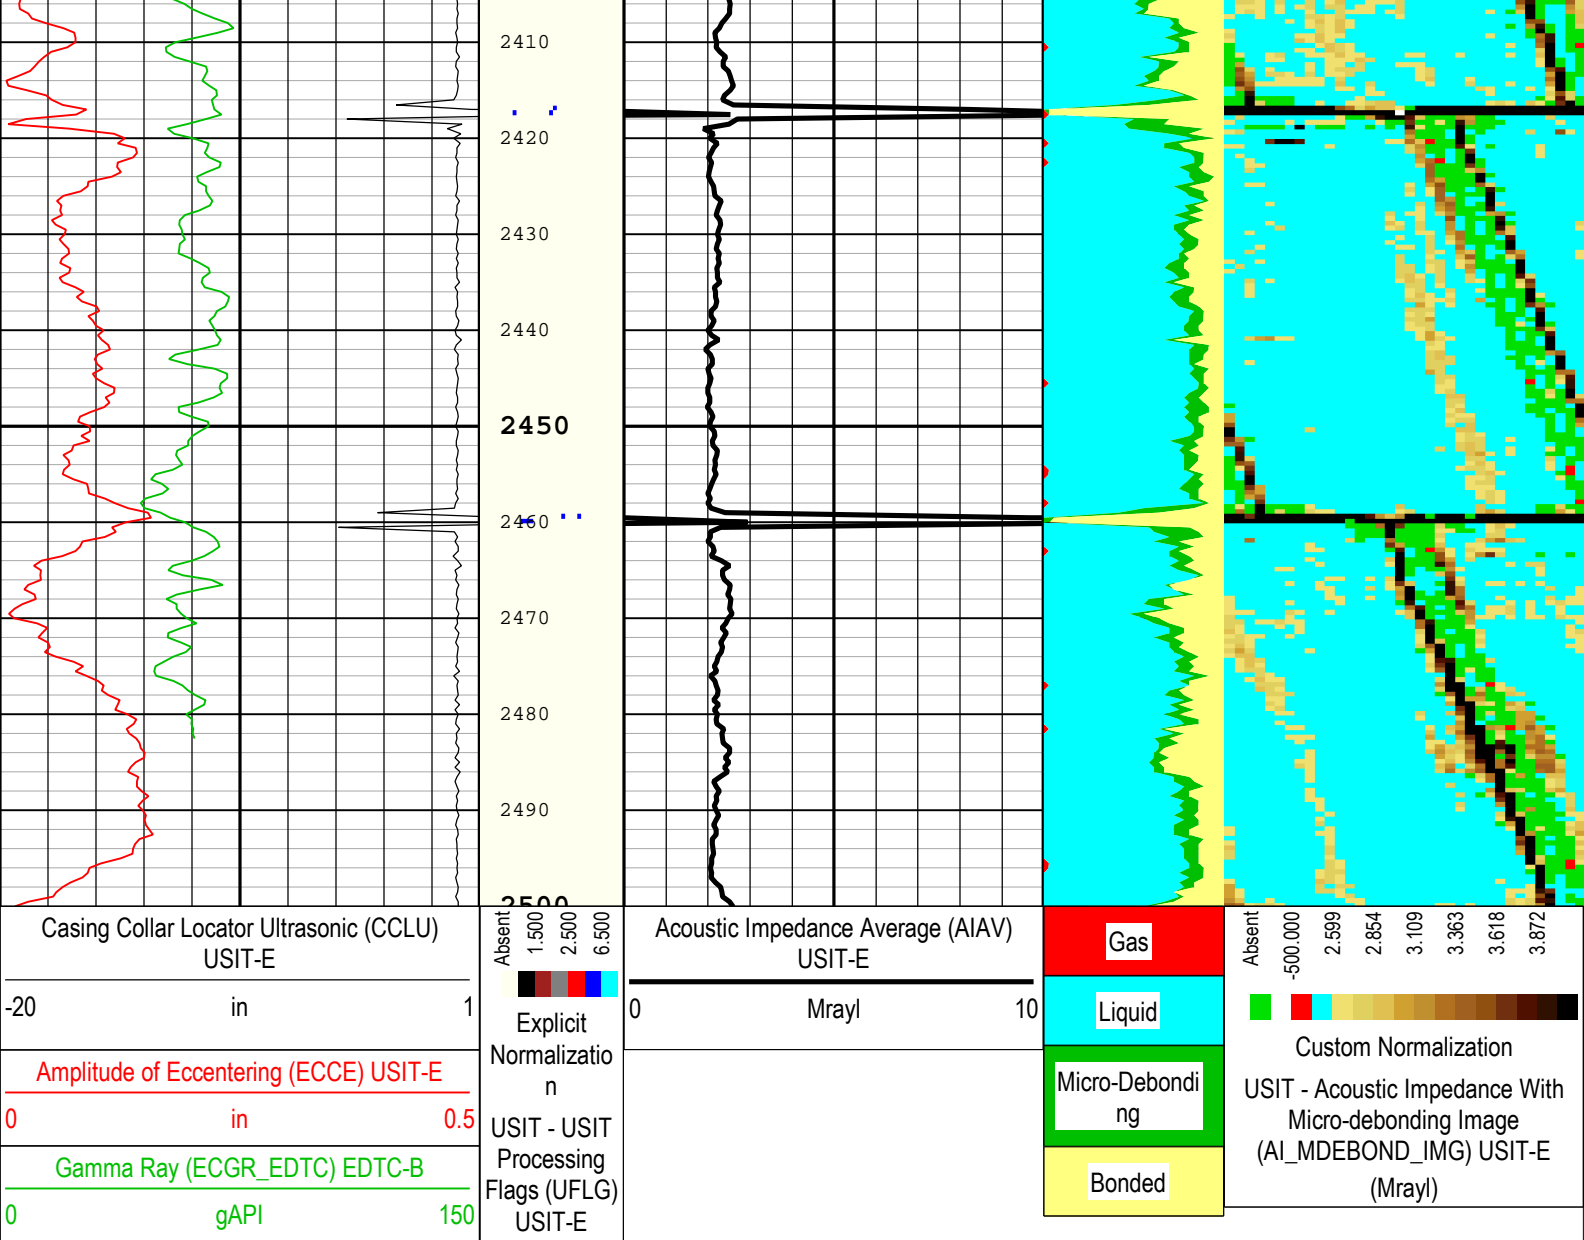 2410
2420
2430
2440
2450
2460
2470
2480
2490
2500
Casing Collar Locator Ultrasonic (CCLU)
USIT-E
-20 in 1
Amplitude of Eccentering (ECCE) USIT-E
0 in 0.5
Gamma Ray (ECGR_EDTC) EDTC-B
0 gAPI 150
Absent
1.500
2.500
6.500
Explicit
Normalizatio
n
USIT - USIT
Processing
Flags (UFLG)
USIT-E
Acoustic Impedance Average (AIAV)
USIT-E
0 Mrayl 10
Gas
Liquid
Micro-Debondi
ng
Bonded
Absent
-500.000
2.599
2.854
3.109
3.363
3.618
3.872
Custom Normalization
USIT - Acoustic Impedance With
Micro-debonding Image
(AI_MDEBOND_IMG) USIT-E
(Mrayl)